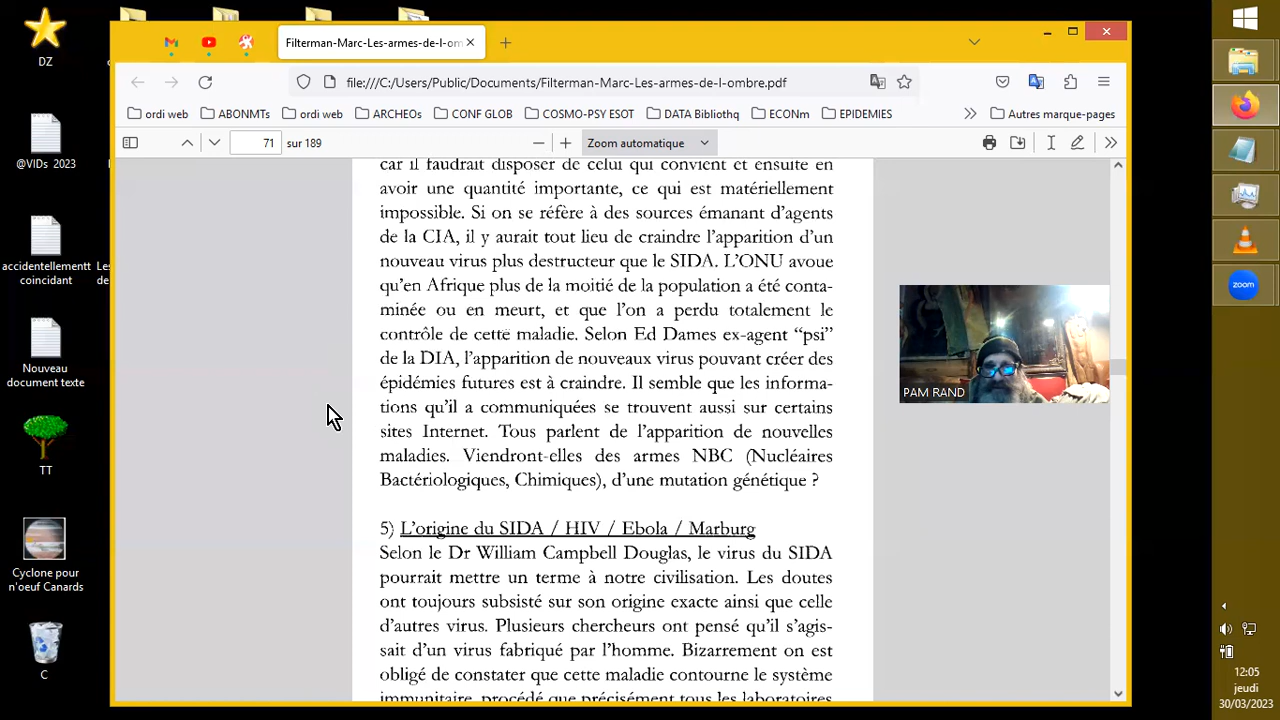 DZ
@VIDs 2023
accidentellementt
coincidant
Nouveau
document texte
TT
Cyclone pour
n'oeuf Canards
C
Filterman-Marc-Les-armes-de-l-om
file:///C:/Users/Public/Documents/Filterman-Marc-Les-armes-de-l-ombre.pdf
ordi web
ABONMTs
ordi web
ARCHEOs
CONF GLOB
COSMO-PSY ESOT
DATA Bibliothq
ECONm
EPIDEMIES
Autres marque-pages
71 sur 189
Zoom automatique
car il faudrait disposer de celui qui convient et ensuite en
avoir une quantité importante, ce qui est matériellement
impossible. Si on se réfère à des sources émanant d'agents
de la CIA, il y aurait tout lieu de craindre l'apparition d'un
nouveau virus plus destructeur que le SIDA. L'ONU avoue
qu'en Afrique plus de la moitié de la population a été conta-
minée ou en meurt, et que l'on a perdu totalement le
contrôle de cette maladie. Selon Ed Dames ex-agent "psi"
de la DIA, l'apparition de nouveaux virus pouvant créer des
épidémies futures est à craindre. Il semble que les informa-
tions qu'il a communiquées se trouvent aussi sur certains
sites Internet. Tous parlent de l'apparition de nouvelles
maladies. Viendront-elles des armes NBC (Nucléaires
Bactériologiques, Chimiques), d'une mutation génétique ?
5) L'origine du SIDA / HIV / Ebola / Marburg
Selon le Dr William Campbell Douglas, le virus du SIDA
pourrait mettre un terme à notre civilisation. Les doutes
ont toujours subsisté sur son origine exacte ainsi que celle
d'autres virus. Plusieurs chercheurs ont pensé qu'il s'agis-
sait d'un virus fabriqué par l'homme. Bizarrement on est
obligé de constater que cette maladie contourne le système
immunitaire, procédé que précisément tous les laboratoires
PAM RAND
zoom
12:05
jeudi
30/03/2023